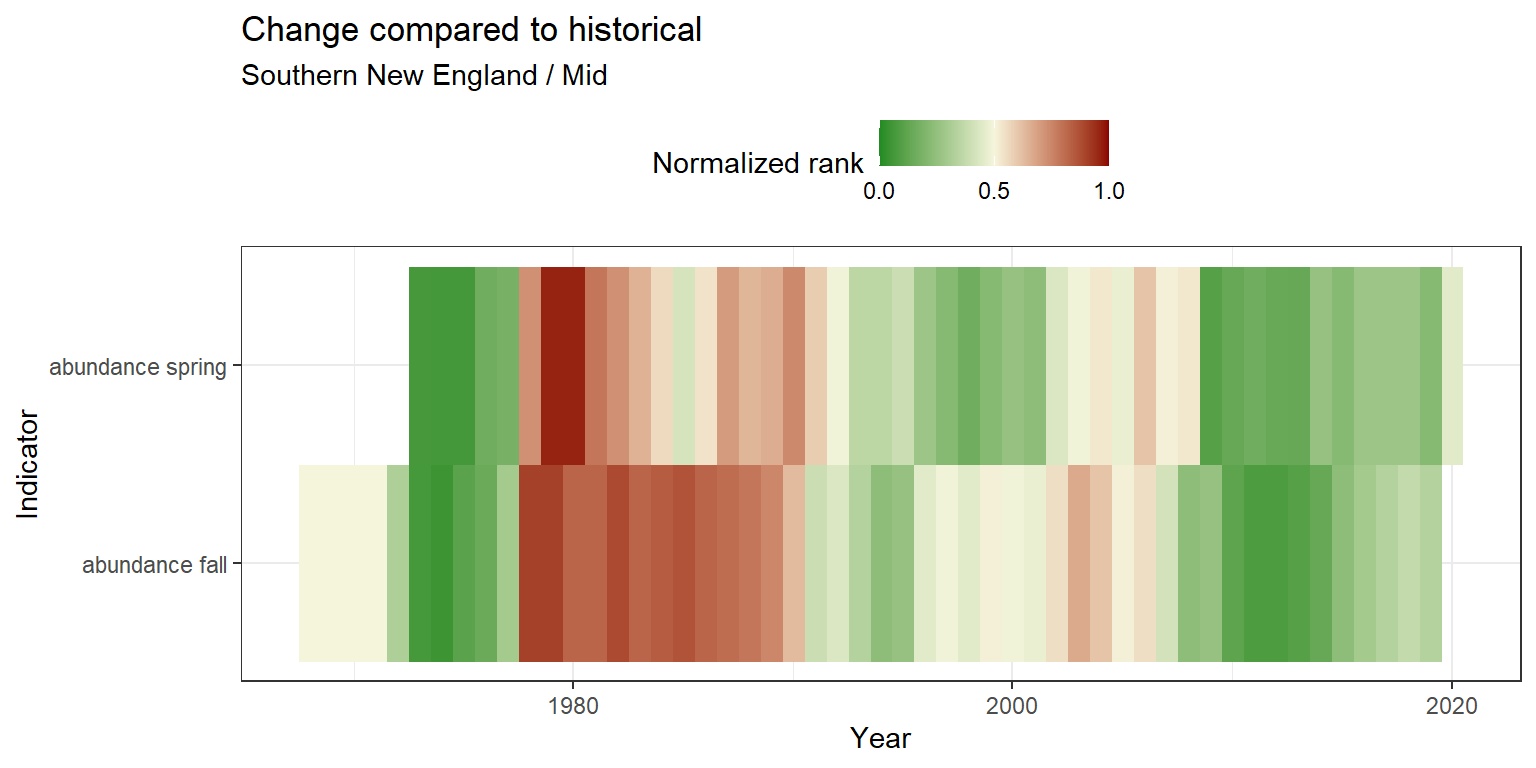 Change compared to historical
Southern New England / Mid
Normalized rank
0.0 0.5 1.0
abundance spring
abundance fall
Indicator
1980 2000 2020
Year